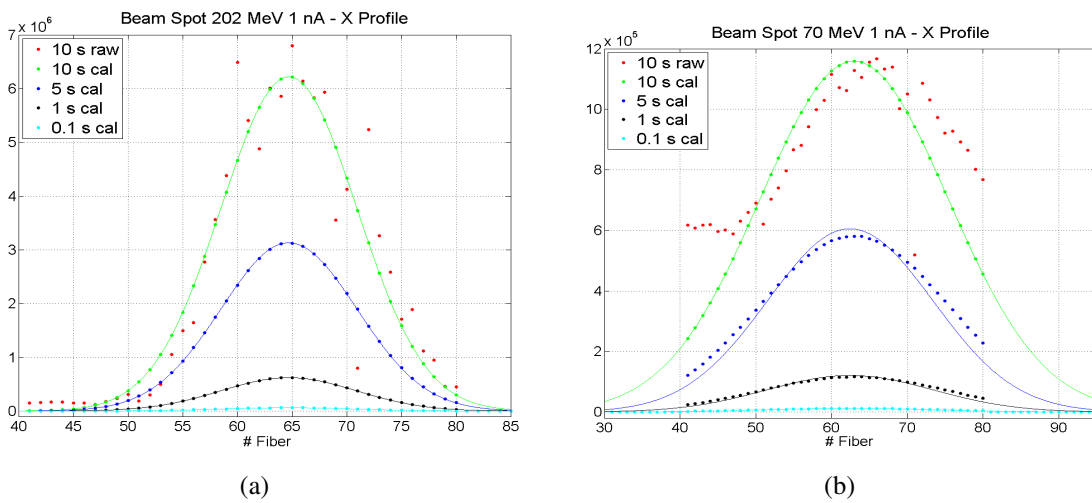 Beam Spot 202 MeV 1 nA - X Profile
x 10^6
10 s raw
10 s cal
5 s cal
1 s cal
0.1 s cal
7
6
5
4
3
2
1
0
40 45 50 55 60 65 70 75 80 85
# Fiber
(a)
Beam Spot 70 MeV 1 nA - X Profile
x 10^5
10 s raw
10 s cal
5 s cal
1 s cal
0.1 s cal
12
10
8
6
4
2
0
30 40 50 60 70 80 90
# Fiber
(b)